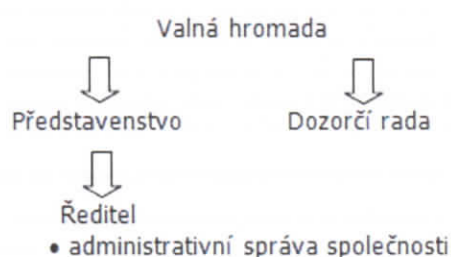 Valná hromada
Představenstvo Dozorčí rada
Ředitel
• administrativní správa společnosti